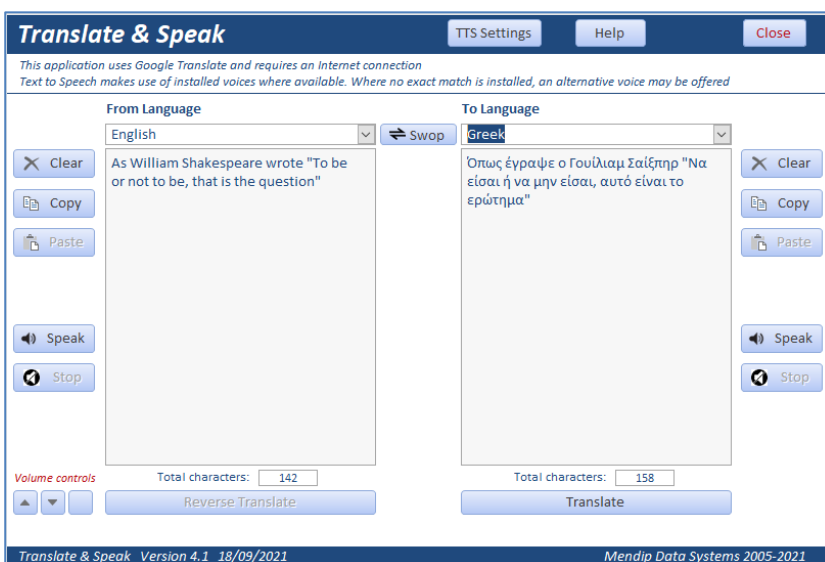 Translate & Speak
TTS Settings
Help
Close
This application uses Google Translate and requires an Internet connection
Text to Speech makes use of installed voices where available. Where no exact match is installed, an alternative voice may be offered
From Language
To Language
English
Swop
Greek
Clear
Copy
Paste
Speak
Stop
As William Shakespeare wrote "To be
or not to be, that is the question"
Όπως έγραψε ο Γουίλιαμ Σαίξπηρ "Να
είσαι ή να μην είσαι, αυτό είναι το
ερώτημα"
Clear
Copy
Paste
Speak
Stop
Volume controls
Total characters: 142
Total characters: 158
Reverse Translate
Translate
Translate & Speak Version 4.1 18/09/2021
Mendip Data Systems 2005-2021